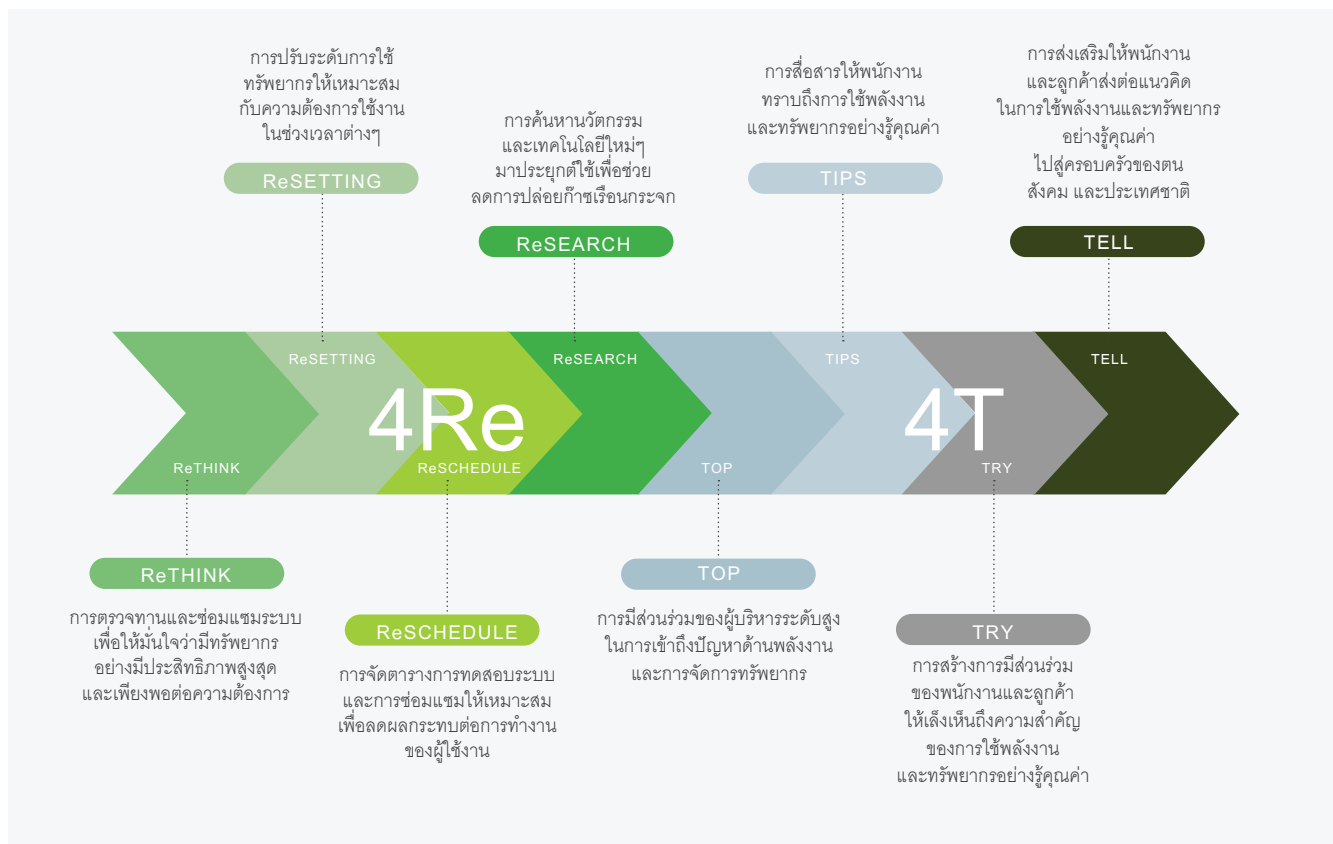 การปรับระดับการใช้
ทรัพยากรให้เหมาะสม
กับความต้องการใช้งาน
ในช่วงเวลาต่างๆ
ReSETTING
การค้นหานวัตกรรม
และเทคโนโลยีใหม่ๆ
มาประยุกต์ใช้เพื่อช่วย
ลดการปล่อยก๊าซเรือนกระจก
ReSEARCH
การสื่อสารให้พนักงาน
ทราบถึงการใช้พลังงาน
และทรัพยากรอย่างรู้คุณค่า
TIPS
การส่งเสริมให้พนักงาน
และลูกค้าส่งต่อแนวคิด
ในการใช้พลังงานและทรัพยากร
อย่างรู้คุณค่า
ไปสู่ครอบครัวของตน
สังคม และประเทศชาติ
TELL
ReSETTING
ReSEARCH
TIPS
TELL
4Re
4T
ReTHINK
ReSCHEDULE
TOP
TRY
ReTHINK
การตรวจทานและซ่อมแซมระบบ
เพื่อให้มั่นใจว่ามีทรัพยากร
อย่างมีประสิทธิภาพสูงสุด
และเพียงพอต่อความต้องการ
ReSCHEDULE
การจัดตารางการทดสอบระบบ
และการซ่อมแซมให้เหมาะสม
เพื่อลดผลกระทบต่อการทำงาน
ของผู้ใช้งาน
TOP
การมีส่วนร่วมของผู้บริหารระดับสูง
ในการเข้าถึงปัญหาด้านพลังงาน
และการจัดการทรัพยากร
TRY
การสร้างการมีส่วนร่วม
ของพนักงานและลูกค้า
ให้เล็งเห็นถึงความสำคัญ
ของการใช้พลังงาน
และทรัพยากรอย่างรู้คุณค่า